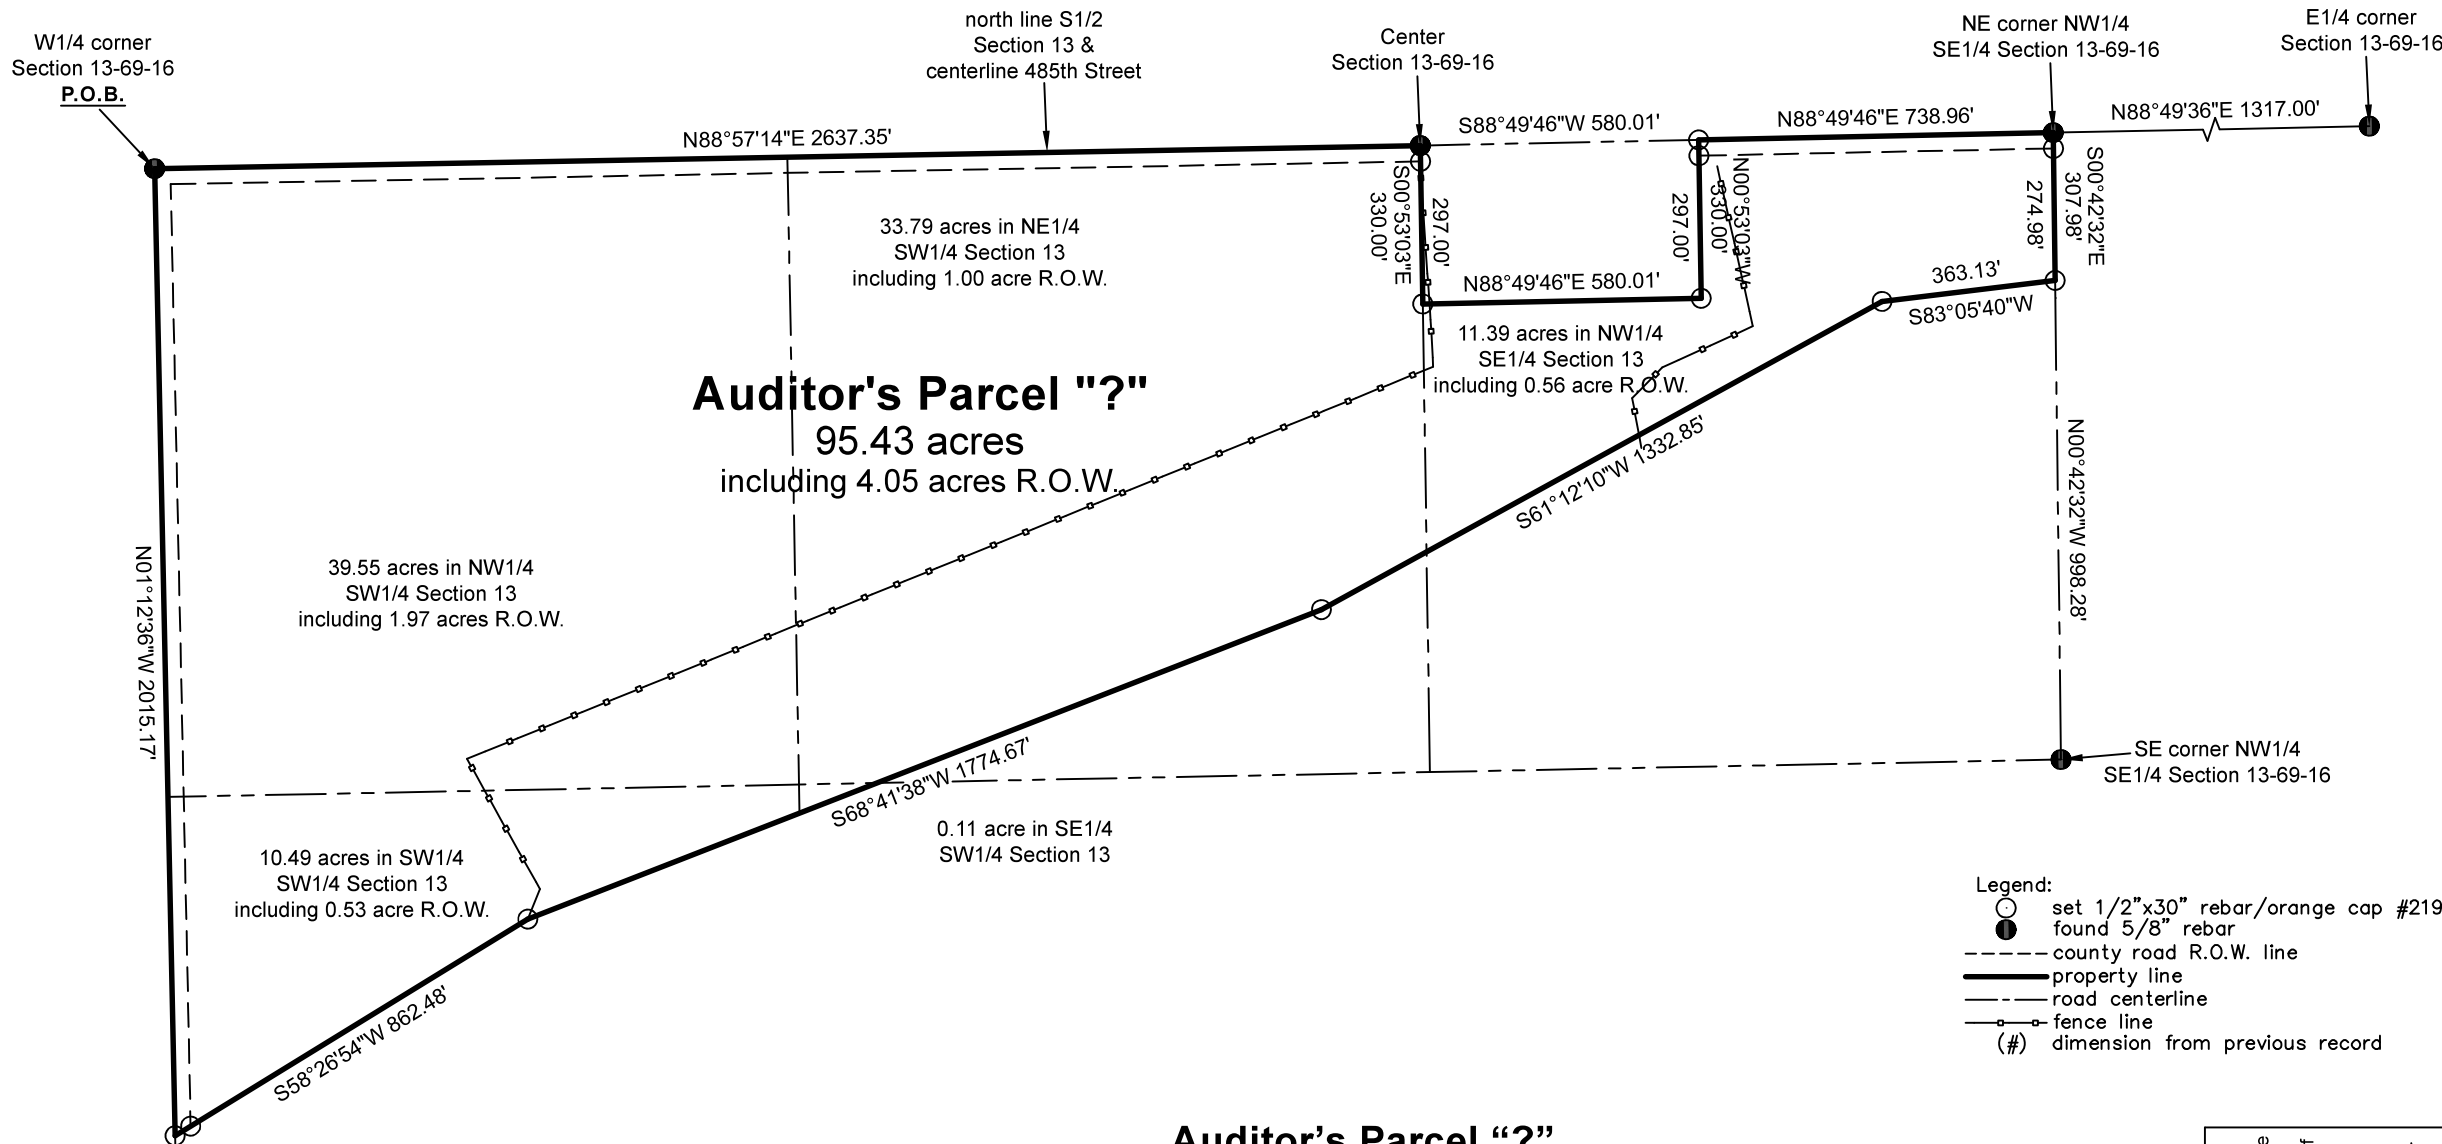 W1/4 corner
Section 13-69-16
P.O.B.
north line S1/2
Section 13 &
centerline 485th Street
Center
Section 13-69-16
NE corner NW1/4
SE1/4 Section 13-69-16
E1/4 corner
Section 13-69-16
N88°57'14"E 2637.35'
S88°49'46"W 580.01'
N88°49'46"E 738.96'
N88°49'36"E 1317.00'
S00°53'03"E
330.00'
297.00'
N88°49'46"E 580.01'
297.00'
N00°53'03"W
330.00'
274.98'
S00°42'32"E
307.98'
363.13'
S83°05'40"W
33.79 acres in NE1/4
SW1/4 Section 13
including 1.00 acre R.O.W.
11.39 acres in NW1/4
SE1/4 Section 13
including 0.56 acre R.O.W.
Auditor's Parcel "?"
95.43 acres
including 4.05 acres R.O.W.
S61°12'10"W 1332.85'
N00°42'32"W 998.28'
N01°12'36"W 2015.17'
39.55 acres in NW1/4
SW1/4 Section 13
including 1.97 acres R.O.W.
S68°41'38"W 1774.67'
SE corner NW1/4
SE1/4 Section 13-69-16
0.11 acre in SE1/4
SW1/4 Section 13
10.49 acres in SW1/4
SW1/4 Section 13
including 0.53 acre R.O.W.
S58°26'54"W 862.48'
Legend:
set 1/2"x30" rebar/orange cap #219
found 5/8" rebar
county road R.O.W. line
property line
road centerline
fence line
(#) dimension from previous record
Auditor's Parcel “?”